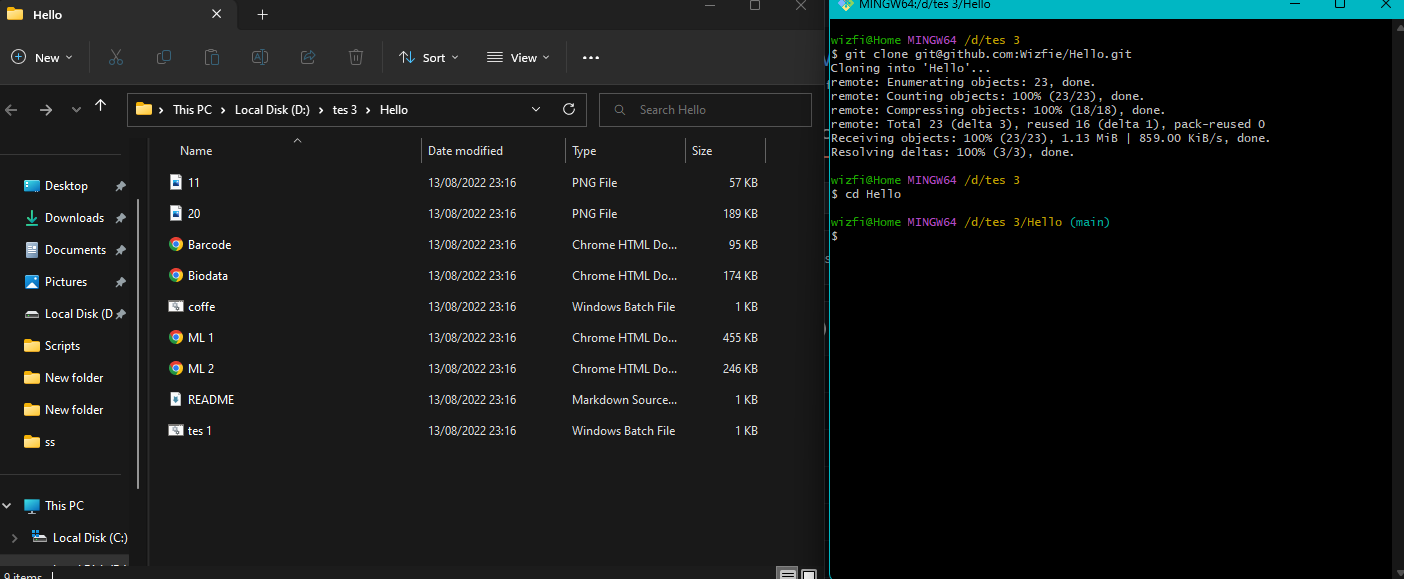 Hello
New
Sort
View
This PC > Local Disk (D:) > tes 3 > Hello
Search Hello
Name Date modified Type Size
11 13/08/2022 23:16 PNG File 57 KB
20 13/08/2022 23:16 PNG File 189 KB
Barcode 13/08/2022 23:16 Chrome HTML Do... 95 KB
Biodata 13/08/2022 23:16 Chrome HTML Do... 174 KB
coffe 13/08/2022 23:16 Windows Batch File 1 KB
ML 1 13/08/2022 23:16 Chrome HTML Do... 455 KB
ML 2 13/08/2022 23:16 Chrome HTML Do... 246 KB
README 13/08/2022 23:16 Markdown Source... 1 KB
tes 1 13/08/2022 23:16 Windows Batch File 1 KB
Desktop
Downloads
Documents
Pictures
Local Disk (D
Scripts
New folder
New folder
ss
This PC
Local Disk (C:)
9 items
MINGW64:/d/tes 3/Hello
wizfi@Home MINGW64 /d/tes 3
$ git clone git@github.com:Wizfie/Hello.git
Cloning into 'Hello'...
remote: Enumerating objects: 23, done.
remote: Counting objects: 100% (23/23), done.
remote: Compressing objects: 100% (18/18), done.
remote: Total 23 (delta 3), reused 16 (delta 1), pack-reused 0
Receiving objects: 100% (23/23), 1.13 MiB | 859.00 KiB/s, done.
Resolving deltas: 100% (3/3), done.
wizfi@Home MINGW64 /d/tes 3
$ cd Hello
wizfi@Home MINGW64 /d/tes 3/Hello (main)
$